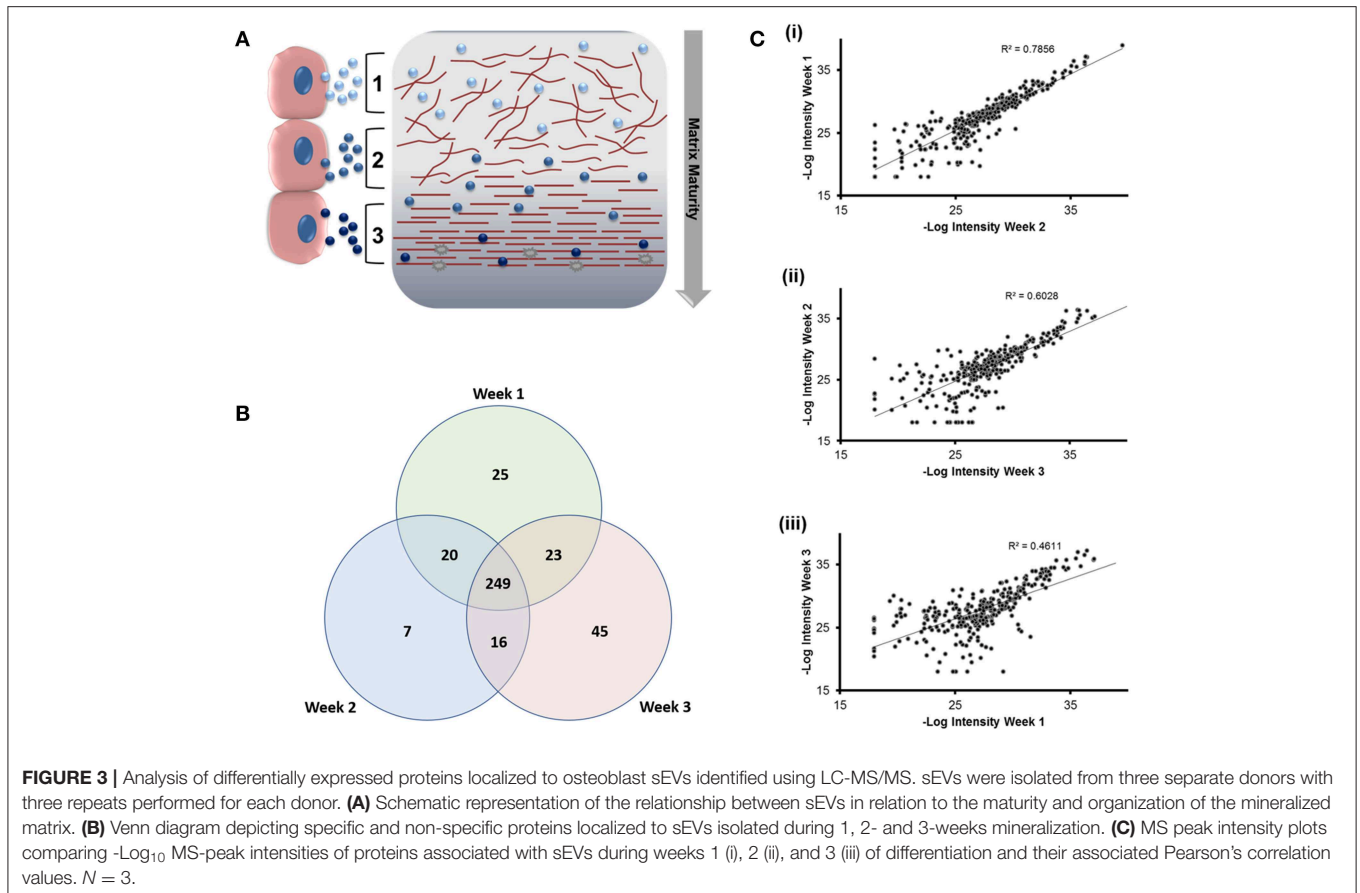 A
1
2
3
Matrix Maturity
B
Week 1
25
20
23
249
7
16
45
Week 2
Week 3
C
(i)
R² = 0.7856
-Log Intensity Week 1
35
25
15
15
25
35
-Log Intensity Week 2
(ii)
R² = 0.6028
-Log Intensity Week 2
35
25
15
15
25
35
-Log Intensity Week 3
(iii)
R² = 0.4611
-Log Intensity Week 3
35
25
15
15
25
35
-Log Intensity Week 1
FIGURE 3 | Analysis of differentially expressed proteins localized to osteoblast sEVs identified using LC-MS/MS. sEVs were isolated from three separate donors with
three repeats performed for each donor. (A) Schematic representation of the relationship between sEVs in relation to the maturity and organization of the mineralized
matrix. (B) Venn diagram depicting specific and non-specific proteins localized to sEVs isolated during 1, 2- and 3-weeks mineralization. (C) MS peak intensity plots
comparing -Log₁₀ MS-peak intensities of proteins associated with sEVs during weeks 1 (i), 2 (ii), and 3 (iii) of differentiation and their associated Pearson's correlation
values. N = 3.